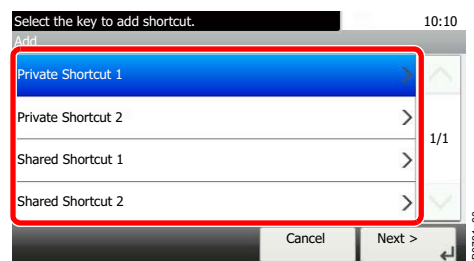 Select the key to add shortcut.
10:10
Add
Private Shortcut 1
Private Shortcut 2
1/1
Shared Shortcut 1
Shared Shortcut 2
Cancel
Next >